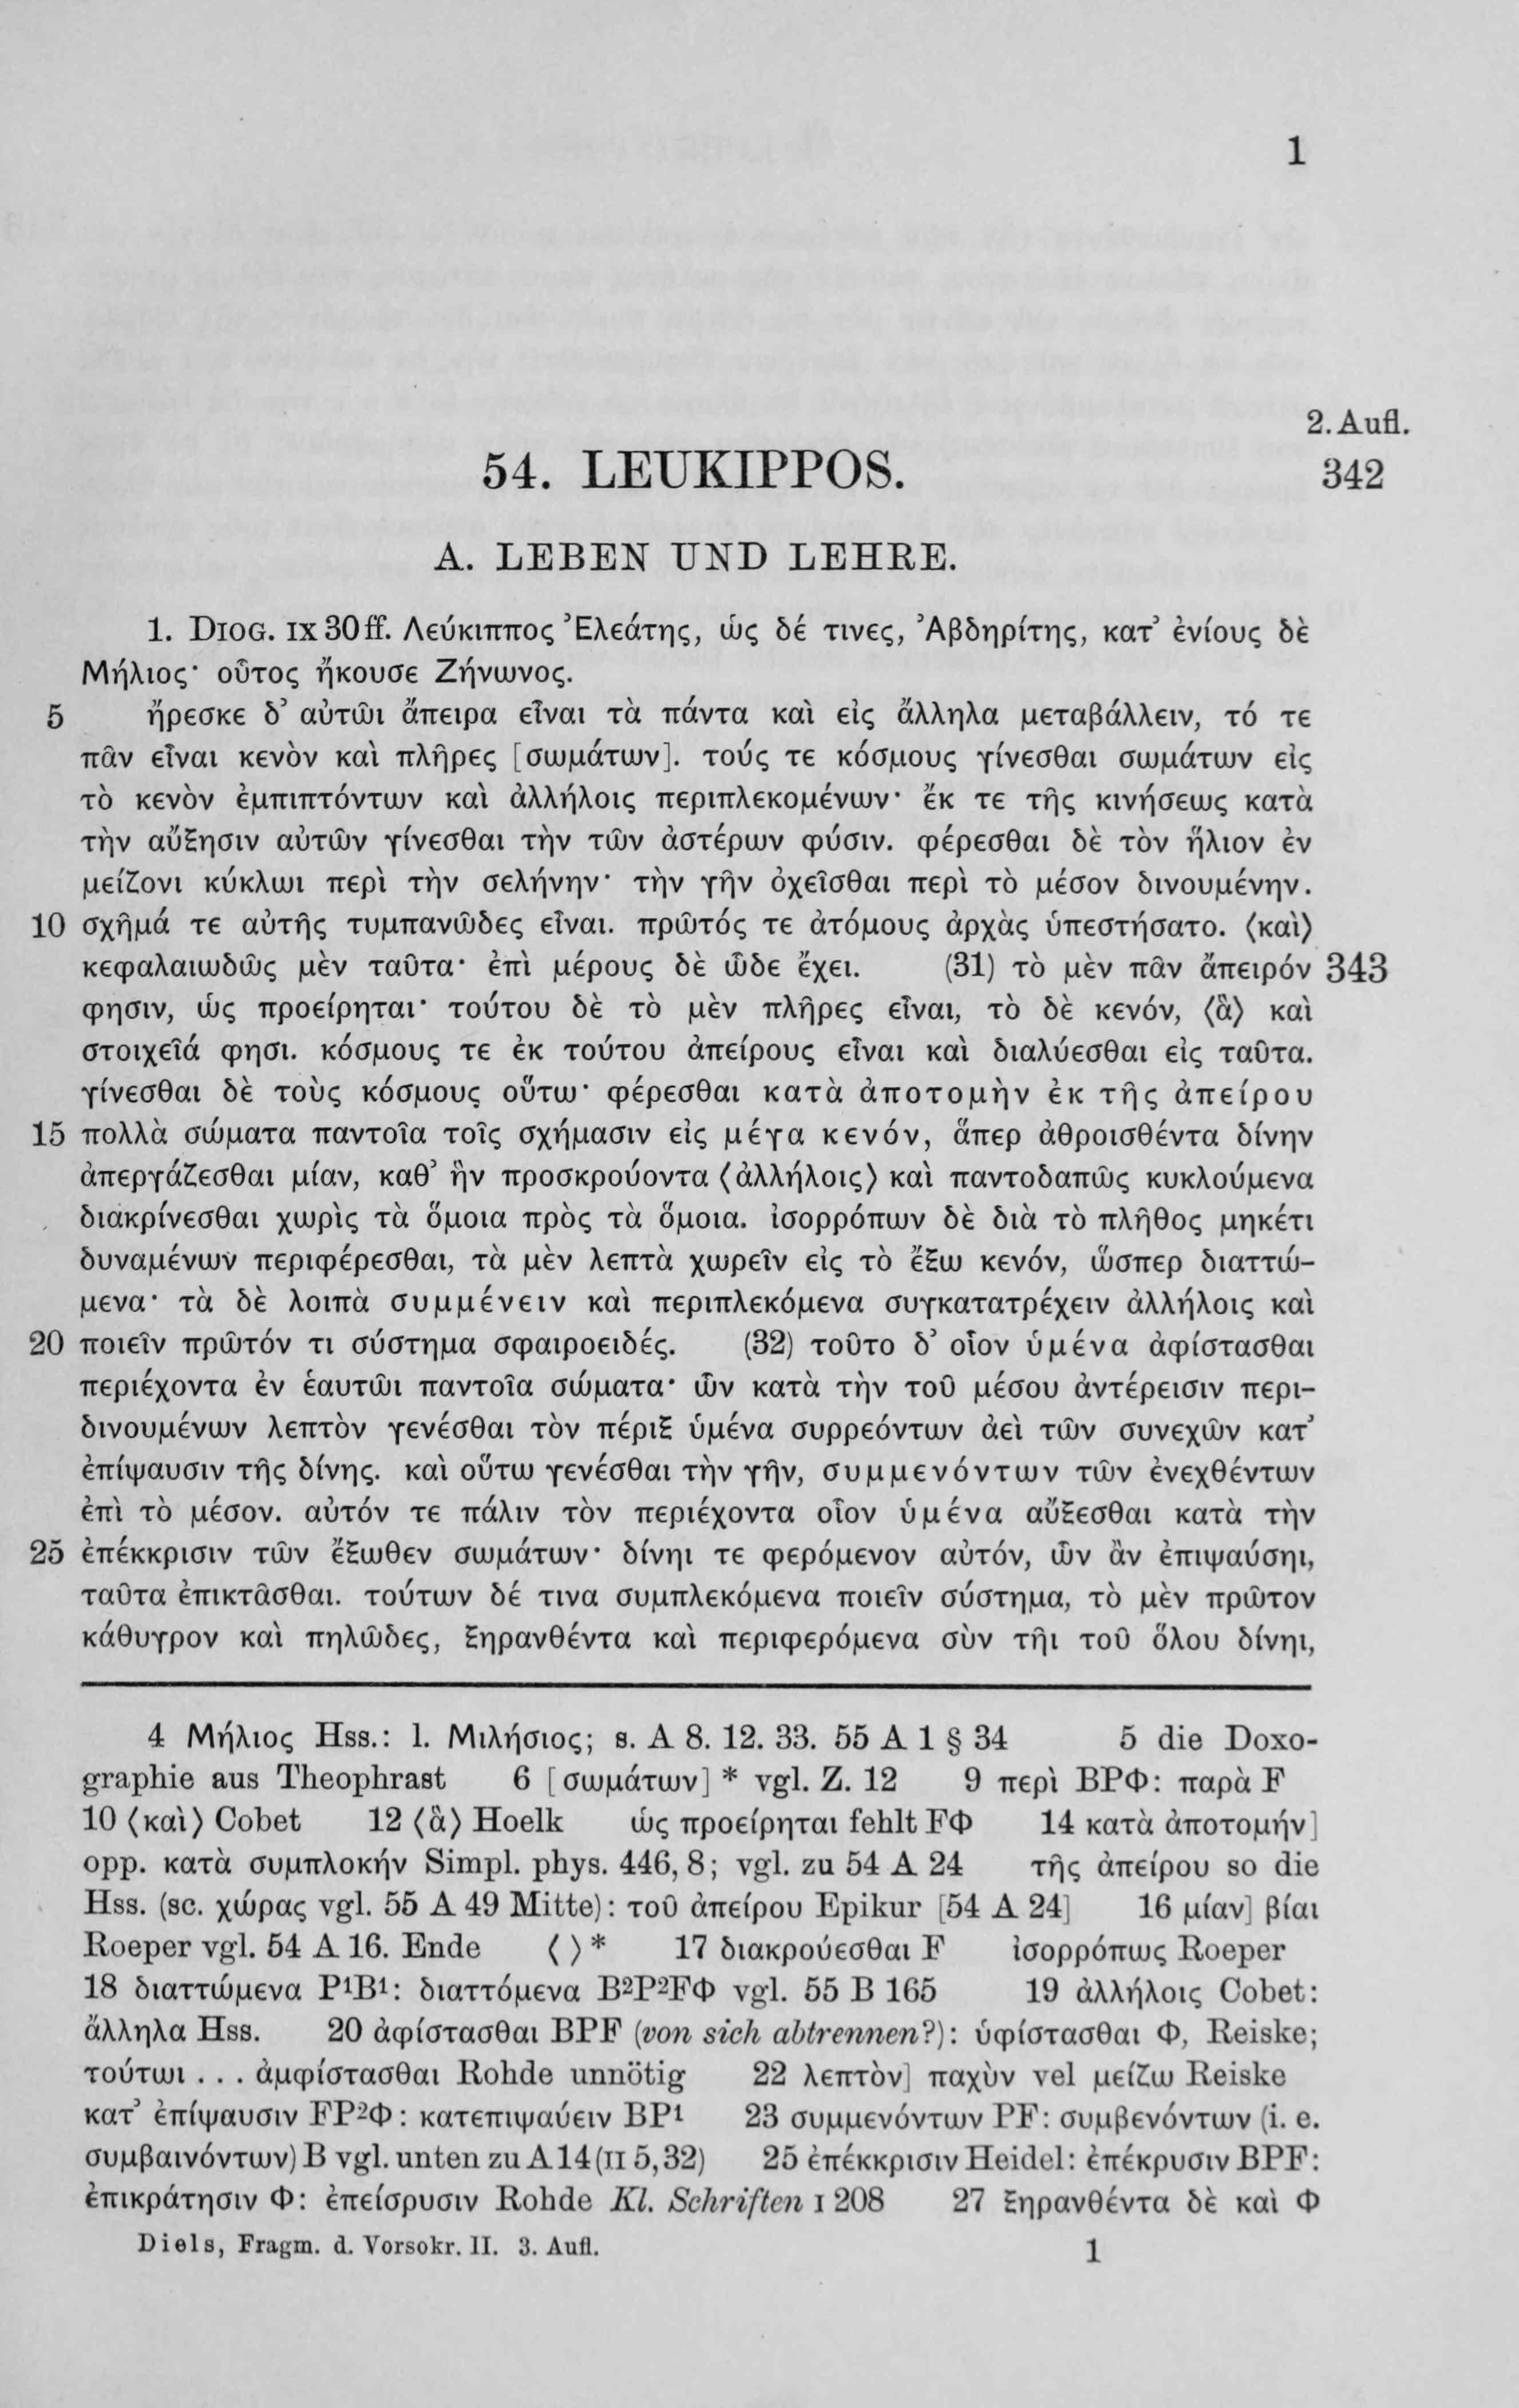 1
2. Aufl.
54. LEUKIPPOS. 342
A. LEBEN UND LEHRE.
1. DIOG. IX 30 ff. Λεύκιππος Ἐλεάτης, ὡς δέ τινες, Ἀβδηρίτης, κατ’ ἐνίους δὲ
Μήλιος· οὗτος ἤκουσε Ζήνωνος.
5 ἤρεσκε δ’ αὐτῶι ἄπειρα εἶναι τὰ πάντα καὶ εἰς ἄλληλα μεταβάλλειν, τό τε
πᾶν εἶναι κενὸν καὶ πλῆρες [σωμάτων]. τούς τε κόσμους γίνεσθαι σωμάτων εἰς
τὸ κενὸν ἐμπιπτόντων καὶ ἀλλήλοις περιπλεκομένων· ἔκ τε τῆς κινήσεως κατὰ
τὴν αὔξησιν αὐτῶν γίνεσθαι τὴν τῶν ἀστέρων φύσιν. φέρεσθαι δὲ τὸν ἥλιον ἐν
μείζονι κύκλωι περὶ τὴν σελήνην· τὴν γῆν ὀχεῖσθαι περὶ τὸ μέσον δινουμένην.
10 σχῆμά τε αὐτῆς τυμπανῶδες εἶναι. πρῶτός τε ἀτόμους ἀρχὰς ὑπεστήσατο. ⟨καὶ⟩
κεφαλαιωδῶς μὲν ταῦτα· ἐπὶ μέρους δὲ ὧδε ἔχει. (31) τὸ μὲν πᾶν ἄπειρόν 343
φησιν, ὡς προείρηται· τούτου δὲ τὸ μὲν πλῆρες εἶναι, τὸ δὲ κενόν, ⟨ἃ⟩ καὶ
στοιχεῖά φησι. κόσμους τε ἐκ τούτου ἀπείρους εἶναι καὶ διαλύεσθαι εἰς ταῦτα.
γίνεσθαι δὲ τοὺς κόσμους οὕτω· φέρεσθαι κατὰ ἀποτομὴν ἐκ τῆς ἀπείρου
15 πολλὰ σώματα παντοῖα τοῖς σχήμασιν εἰς μέγα κενόν, ἅπερ ἀθροισθέντα δίνην
ἀπεργάζεσθαι μίαν, καθ’ ἣν προσκρούοντα ⟨ἀλλήλοις⟩ καὶ παντοδαπῶς κυκλούμενα
διακρίνεσθαι χωρὶς τὰ ὅμοια πρὸς τὰ ὅμοια. ἰσορρόπων δὲ διὰ τὸ πλῆθος μηκέτι
δυναμένων περιφέρεσθαι, τὰ μὲν λεπτὰ χωρεῖν εἰς τὸ ἔξω κενόν, ὥσπερ διαττώ-
μενα· τὰ δὲ λοιπὰ συμμένειν καὶ περιπλεκόμενα συγκατατρέχειν ἀλλήλοις καὶ
20 ποιεῖν πρῶτόν τι σύστημα σφαιροειδές. (32) τοῦτο δ’ οἷον ὑμένα ἀφίστασθαι
περιέχοντα ἐν ἑαυτῶι παντοῖα σώματα· ὧν κατὰ τὴν τοῦ μέσου ἀντέρεισιν περι-
δινουμένων λεπτὸν γενέσθαι τὸν πέριξ ὑμένα συρρεόντων ἀεὶ τῶν συνεχῶν κατ’
ἐπίψαυσιν τῆς δίνης. καὶ οὕτω γενέσθαι τὴν γῆν, συμμενόντων τῶν ἐνεχθέντων
ἐπὶ τὸ μέσον. αὐτόν τε πάλιν τὸν περιέχοντα οἷον ὑμένα αὔξεσθαι κατὰ τὴν
25 ἐπέκκρισιν τῶν ἔξωθεν σωμάτων· δίνηι τε φερόμενον αὐτόν, ὧν ἂν ἐπιψαύσηι,
ταῦτα ἐπικτᾶσθαι. τούτων δέ τινα συμπλεκόμενα ποιεῖν σύστημα, τὸ μὲν πρῶτον
κάθυγρον καὶ πηλῶδες, ξηρανθέντα καὶ περιφερόμενα σὺν τῆι τοῦ ὅλου δίνηι,
4 Μήλιος Hss.: l. Μιλήσιος; s. A 8. 12. 33. 55 A 1 § 34 5 die Doxo-
graphie aus Theophrast 6 [σωμάτων] * vgl. Z. 12 9 περὶ BPΦ: παρὰ F
10 ⟨καὶ⟩ Cobet 12 ⟨ἃ⟩ Hoelk ὡς προείρηται fehlt FΦ 14 κατὰ ἀποτομήν]
opp. κατὰ συμπλοκήν Simpl. phys. 446, 8; vgl. zu 54 A 24 τῆς ἀπείρου so die
Hss. (sc. χώρας vgl. 55 A 49 Mitte): τοῦ ἀπείρου Epikur [54 A 24] 16 μίαν] βίαι
Roeper vgl. 54 A 16. Ende ⟨ ⟩ * 17 διακρούεσθαι F ἰσορρόπως Roeper
18 διαττώμενα P¹B¹: διαττόμενα B²P²FΦ vgl. 55 B 165 19 ἀλλήλοις Cobet:
ἄλληλα Hss. 20 ἀφίστασθαι BPF (von sich abtrennen?): ὑφίστασθαι Φ, Reiske;
τούτωι . . . ἀμφίστασθαι Rohde unnötig 22 λεπτὸν] παχὺν vel μείζω Reiske
κατ’ ἐπίψαυσιν FP²Φ: κατεπιψαύειν BP¹ 23 συμμενόντων PF: συμβενόντων (i. e.
συμβαινόντων) B vgl. unten zu A 14 (II 5, 32) 25 ἐπέκκρισιν Heidel: ἐπέκρυσιν BPF:
ἐπικράτησιν Φ: ἐπείσρυσιν Rohde Kl. Schriften I 208 27 ξηρανθέντα δὲ καὶ Φ
Diels, Fragm. d. Vorsokr. II. 3. Aufl. 1